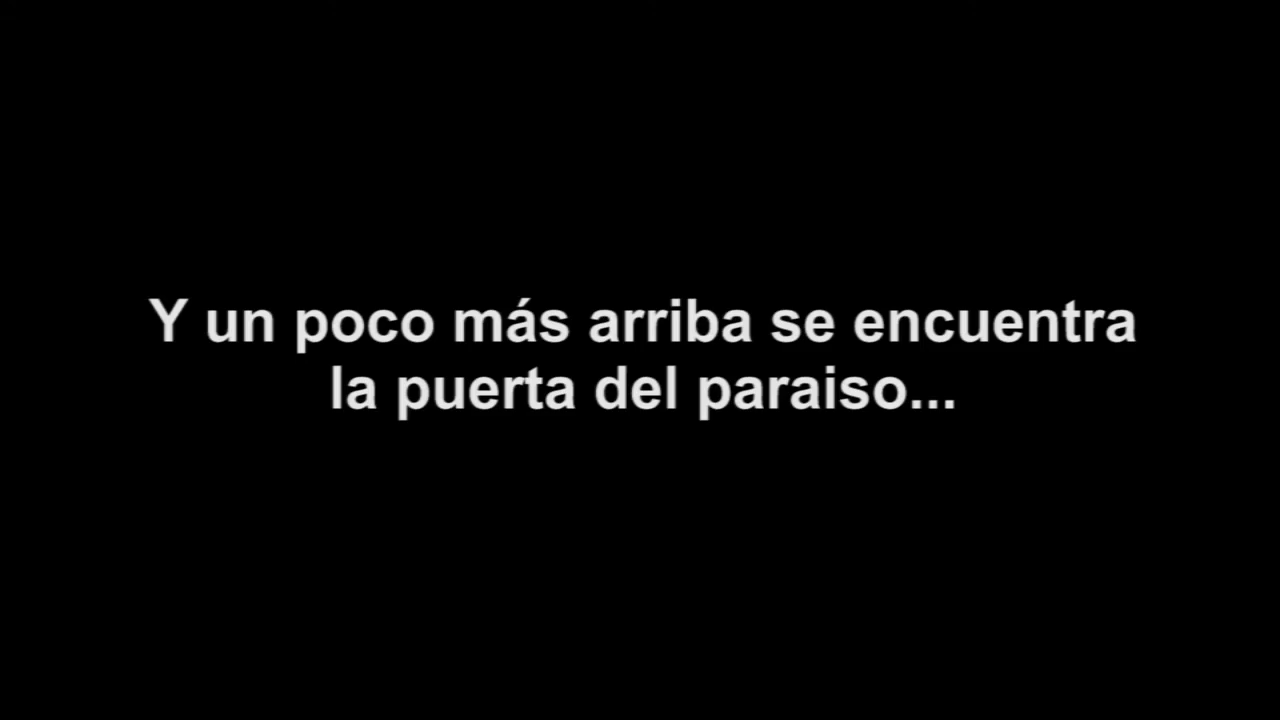 Y un poco más arriba se encuentra
la puerta del paraiso...